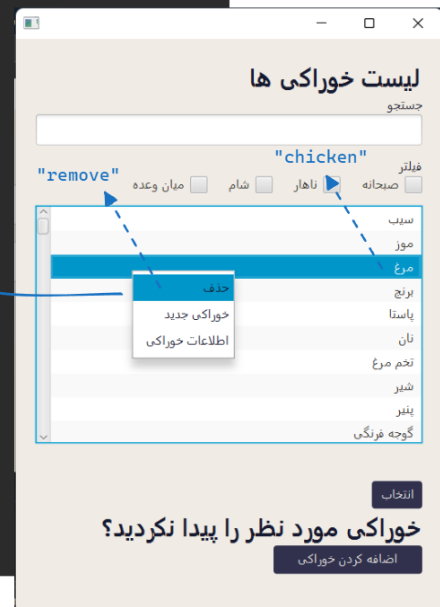 لیست خوراکی ها
جستجو
"chicken"
"remove"
فیلتر
صبحانه ناهار شام میان وعده
سیب
موز
مرغ
برنج
پاستا
نان
تخم مرغ
شیر
پنیر
گوجه فرنگی
حذف
خوراکی جدید
اطلاعات خوراکی
انتخاب
خوراکی مورد نظر را پیدا نکردید؟
اضافه کردن خوراکی